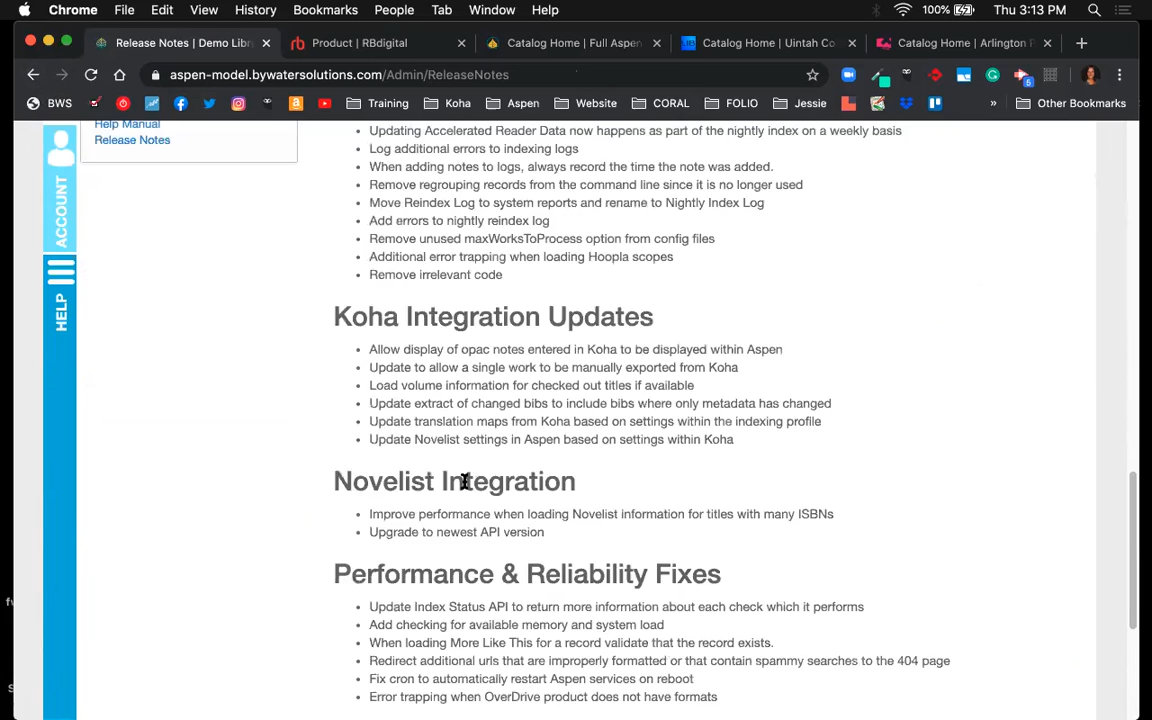 Chrome File Edit View History Bookmarks People Tab Window Help 100% Thu 3:13 PM
Release Notes | Demo Libr Product | RBdigital Catalog Home | Full Aspen Catalog Home | Uintah Co Catalog Home | Arlington P
aspen-model.bywatersolutions.com/Admin/ReleaseNotes
BWS Training Koha Aspen Website CORAL FOLIO Jessie » Other Bookmarks
Help Manual
Release Notes
ACCOUNT
HELP
• Updating Accelerated Reader Data now happens as part of the nightly index on a weekly basis
• Log additional errors to indexing logs
• When adding notes to logs, always record the time the note was added.
• Remove regrouping records from the command line since it is no longer used
• Move Reindex Log to system reports and rename to Nightly Index Log
• Add errors to nightly reindex log
• Remove unused maxWorksToProcess option from config files
• Additional error trapping when loading Hoopla scopes
• Remove irrelevant code
Koha Integration Updates
• Allow display of opac notes entered in Koha to be displayed within Aspen
• Update to allow a single work to be manually exported from Koha
• Load volume information for checked out titles if available
• Update extract of changed bibs to include bibs where only metadata has changed
• Update translation maps from Koha based on settings within the indexing profile
• Update Novelist settings in Aspen based on settings within Koha
Novelist Integration
• Improve performance when loading Novelist information for titles with many ISBNs
• Upgrade to newest API version
Performance & Reliability Fixes
• Update Index Status API to return more information about each check which it performs
• Add checking for available memory and system load
• When loading More Like This for a record validate that the record exists.
• Redirect additional urls that are improperly formatted or that contain spammy searches to the 404 page
• Fix cron to automatically restart Aspen services on reboot
• Error trapping when OverDrive product does not have formats